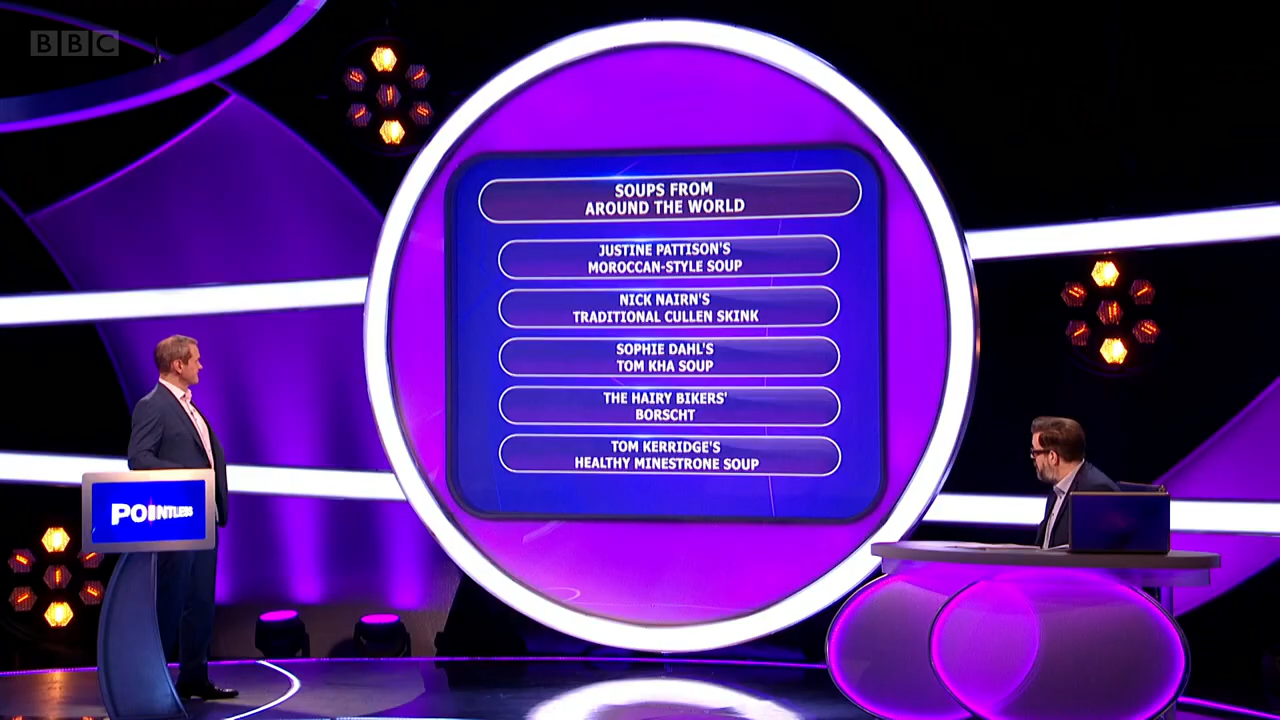 BBC
SOUPS FROM
AROUND THE WORLD
JUSTINE PATTISON'S
MOROCCAN-STYLE SOUP
NICK NAIRN'S
TRADITIONAL CULLEN SKINK
SOPHIE DAHL'S
TOM KHA SOUP
THE HAIRY BIKERS'
BORSCHT
TOM KERRIDGE'S
HEALTHY MINESTRONE SOUP
POINTLESS